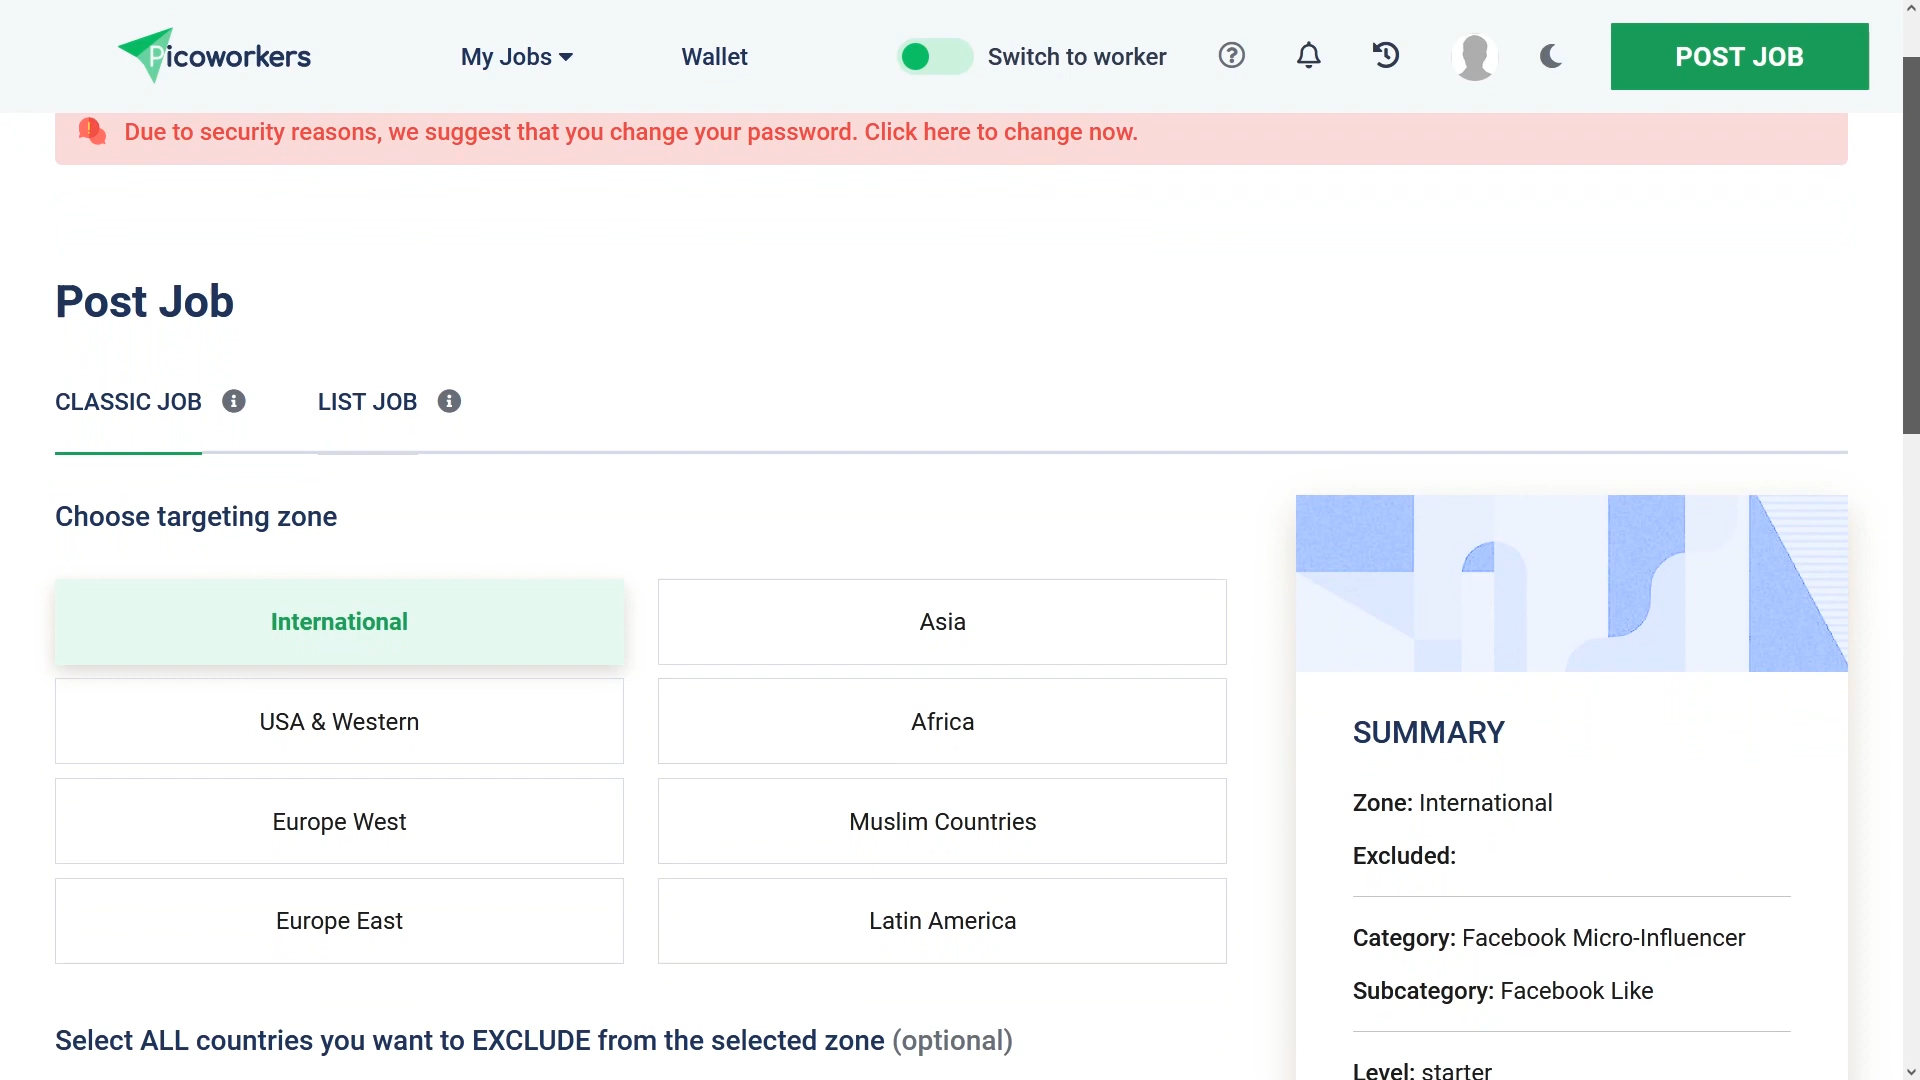 Picoworkers
My Jobs
Wallet
Switch to worker
POST JOB
Due to security reasons, we suggest that you change your password. Click here to change now.
Post Job
CLASSIC JOB
LIST JOB
Choose targeting zone
International
Asia
USA & Western
Africa
Europe West
Muslim Countries
Europe East
Latin America
Select ALL countries you want to EXCLUDE from the selected zone (optional)
SUMMARY
Zone: International
Excluded:
Category: Facebook Micro-Influencer
Subcategory: Facebook Like
Level: starter